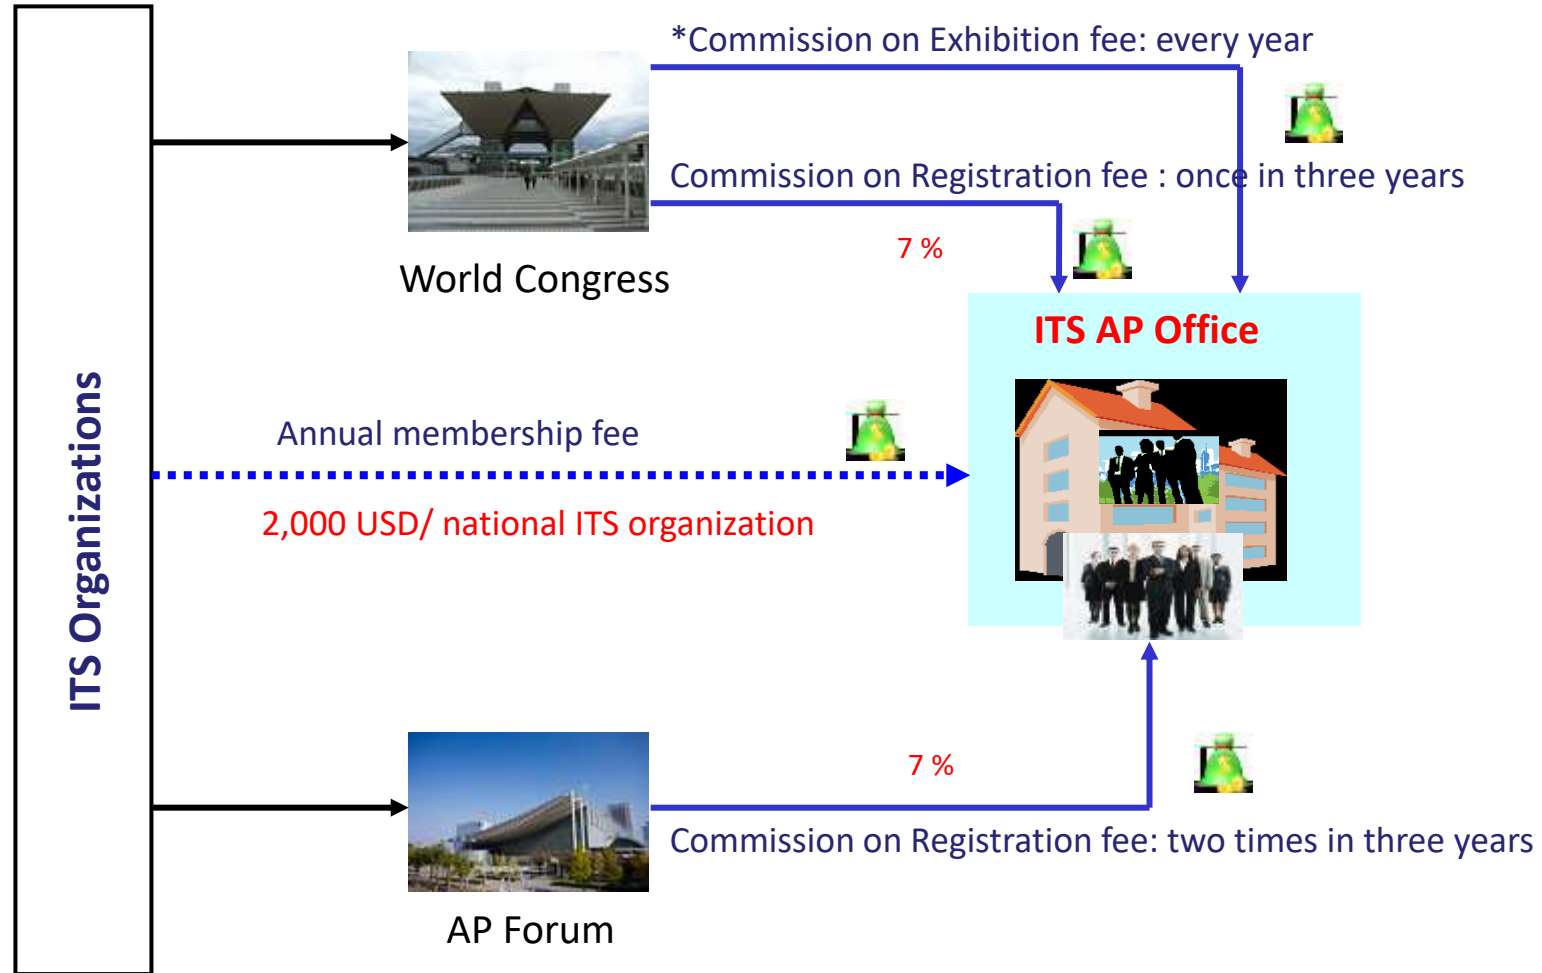 *Commission on Exhibition fee: every year
Commission on Registration fee : once in three years
7 %
World Congress
ITS AP Office
ITS Organizations
Annual membership fee
2,000 USD/ national ITS organization
7 %
Commission on Registration fee: two times in three years
AP Forum